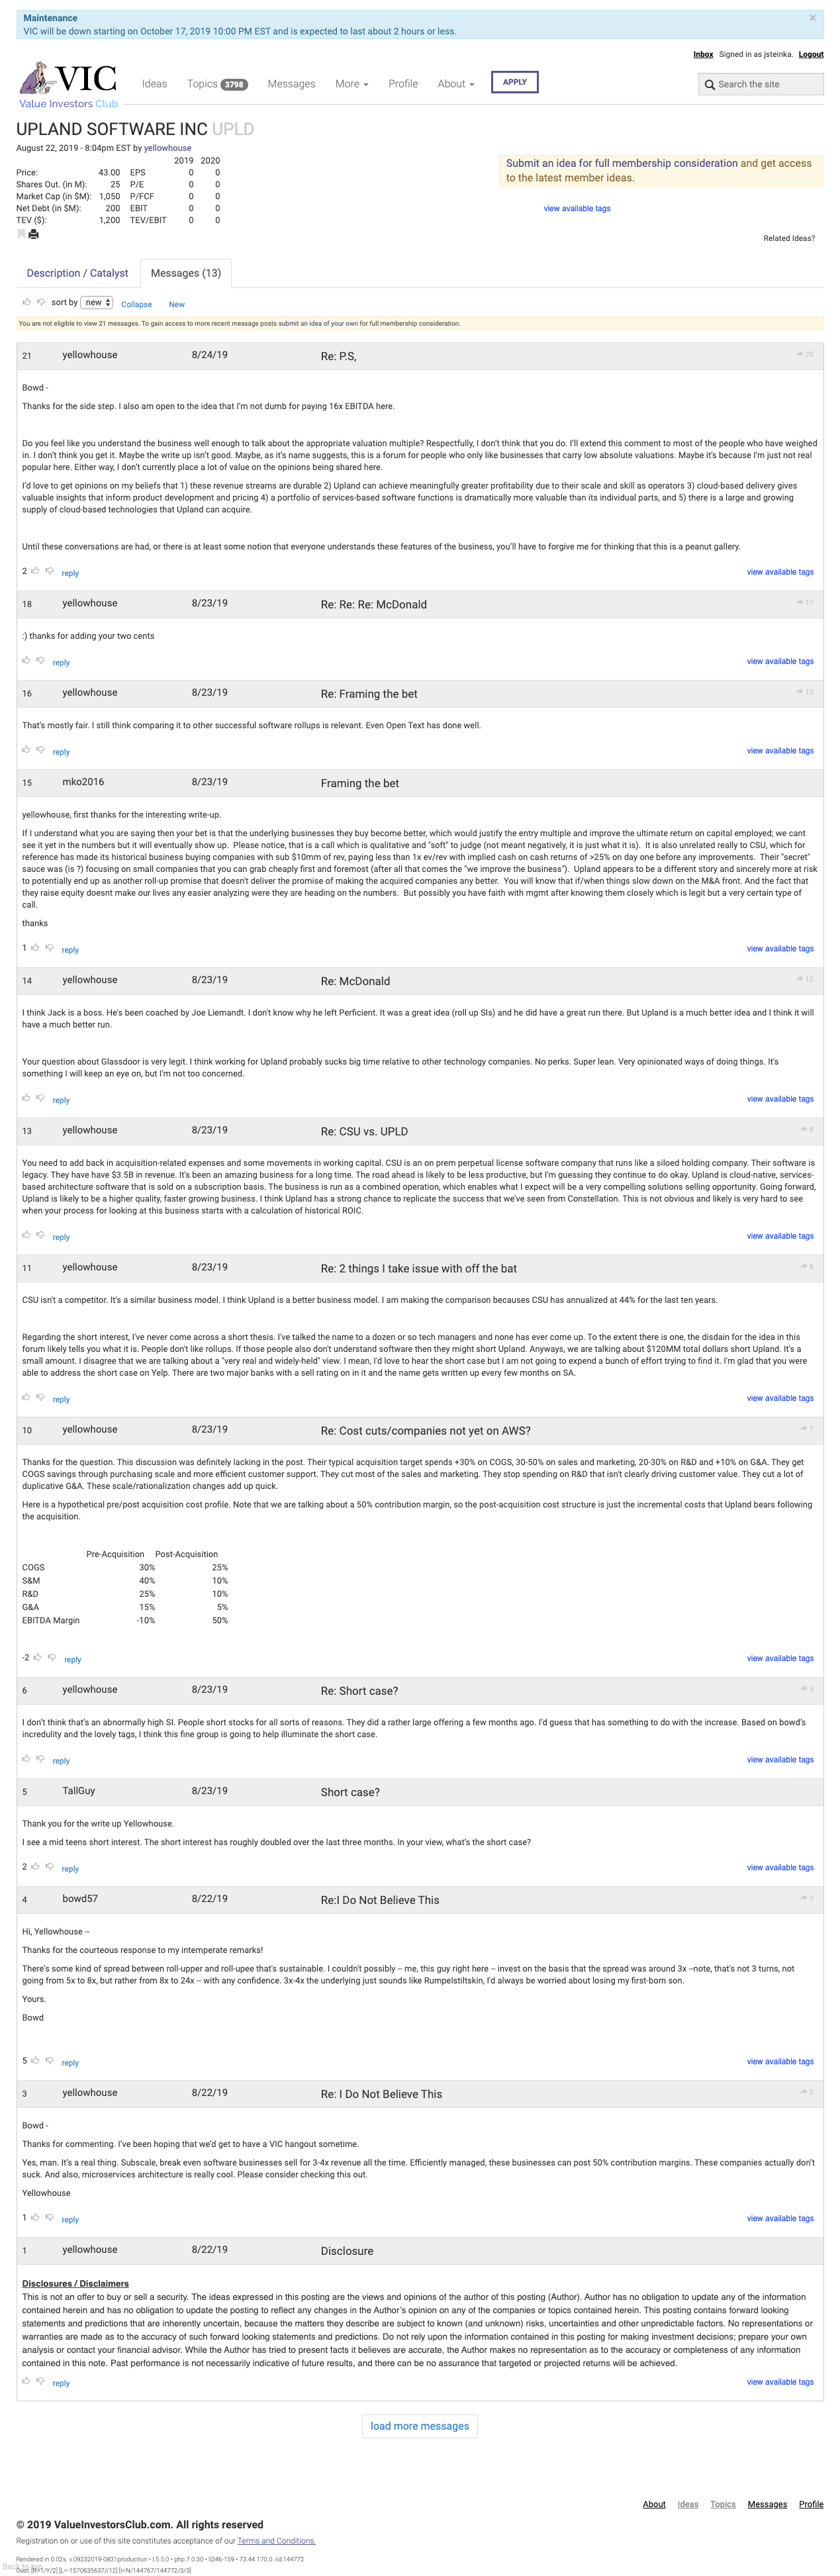 Maintenance
×
VIC will be down starting on October 17, 2019 10:00 PM EST and is expected to last about 2 hours or less.
Inbox Signed in as jsteinka. Logout
VIC
Value Investors Club
Ideas Topics 3798 Messages More Profile About APPLY
Search the site
UPLAND SOFTWARE INC UPLD
August 22, 2019 - 8:04pm EST by yellowhouse
2019 2020
Price: 43.00 EPS 0 0
Shares Out. (in M): 25 P/E 0 0
Market Cap (in $M): 1,050 P/FCF 0 0
Net Debt (in $M): 200 EBIT 0 0
TEV ($): 1,200 TEV/EBIT 0 0
Submit an idea for full membership consideration and get access
to the latest member ideas.
view available tags
Related Ideas?
Description / Catalyst Messages (13)
sort by new Collapse New
You are not eligible to view 21 messages. To gain access to more recent message posts submit an idea of your own for full membership consideration.
21 yellowhouse 8/24/19 Re: P.S, 20
Bowd -
Thanks for the side step. I also am open to the idea that I'm not dumb for paying 16x EBITDA here.
Do you feel like you understand the business well enough to talk about the appropriate valuation multiple? Respectfully, I don't think that you do. I'll extend this comment to most of the people who have weighed
in. I don't think you get it. Maybe the write up isn't good. Maybe, as it's name suggests, this is a forum for people who only like businesses that carry low absolute valuations. Maybe it's because I'm just not real
popular here. Either way, I don't currently place a lot of value on the opinions being shared here.
I'd love to get opinions on my beliefs that 1) these revenue streams are durable 2) Upland can achieve meaningfully greater profitability due to their scale and skill as operators 3) cloud-based delivery gives
valuable insights that inform product development and pricing 4) a portfolio of services-based software functions is dramatically more valuable than its individual parts, and 5) there is a large and growing
supply of cloud-based technologies that Upland can acquire.
Until these conversations are had, or there is at least some notion that everyone understands these features of the business, you'll have to forgive me for thinking that this is a peanut gallery.
2 reply view available tags
18 yellowhouse 8/23/19 Re: Re: Re: McDonald 17
:) thanks for adding your two cents
reply view available tags
16 yellowhouse 8/23/19 Re: Framing the bet 15
That's mostly fair. I still think comparing it to other successful software rollups is relevant. Even Open Text has done well.
reply view available tags
15 mko2016 8/23/19 Framing the bet
yellowhouse, first thanks for the interesting write-up.
If I understand what you are saying then your bet is that the underlying businesses they buy become better, which would justify the entry multiple and improve the ultimate return on capital employed; we cant
see it yet in the numbers but it will eventually show up. Please notice, that is a call which is qualitative and "soft" to judge (not meant negatively, it is just what it is). It is also unrelated really to CSU, which for
reference has made its historical business buying companies with sub $10mm of rev, paying less than 1x ev/rev with implied cash on cash returns of >25% on day one before any improvements. Their "secret"
sauce was (is ?) focusing on small companies that you can grab cheaply first and foremost (after all that comes the "we improve the business"). Upland appears to be a different story and sincerely more at risk
to potentially end up as another roll-up promise that doesn't deliver the promise of making the acquired companies any better. You will know that if/when things slow down on the M&A front. And the fact that
they raise equity doesnt make our lives any easier analyzing were they are heading on the numbers. But possibly you have faith with mgmt after knowing them closely which is legit but a very certain type of
call.
thanks
1 reply view available tags
14 yellowhouse 8/23/19 Re: McDonald 12
I think Jack is a boss. He's been coached by Joe Liemandt. I don't know why he left Perficient. It was a great idea (roll up SIs) and he did have a great run there. But Upland is a much better idea and I think it will
have a much better run.
Your question about Glassdoor is very legit. I think working for Upland probably sucks big time relative to other technology companies. No perks. Super lean. Very opinionated ways of doing things. It's
something I will keep an eye on, but I'm not too concerned.
reply view available tags
13 yellowhouse 8/23/19 Re: CSU vs. UPLD 9
You need to add back in acquisition-related expenses and some movements in working capital. CSU is an on prem perpetual license software company that runs like a siloed holding company. Their software is
legacy. They have have $3.5B in revenue. It's been an amazing business for a long time. The road ahead is likely to be less productive, but I'm guessing they continue to do okay. Upland is cloud-native, services-
based architecture software that is sold on a subscription basis. The business is run as a combined operation, which enables what I expect will be a very compelling solutions selling opportunity. Going forward,
Upland is likely to be a higher quality, faster growing business. I think Upland has a strong chance to replicate the success that we've seen from Constellation. This is not obvious and likely is very hard to see
when your process for looking at this business starts with a calculation of historical ROIC.
reply view available tags
11 yellowhouse 8/23/19 Re: 2 things I take issue with off the bat 8
CSU isn't a competitor. It's a similar business model. I think Upland is a better business model. I am making the comparison because CSU has annualized at 44% for the last ten years.
Regarding the short interest, I've never come across a short thesis. I've talked the name to a dozen or so tech managers and none has ever come up. To the extent there is one, the disdain for the idea in this
forum likely tells you what it is. People don't like rollups. If those people also don't understand software then they might short Upland. Anyways, we are talking about $120MM total dollars short Upland. It's a
small amount. I disagree that we are talking about a "very real and widely-held" view. I mean, I'd love to hear the short case but I am not going to expend a bunch of effort trying to find it. I'm glad that you were
able to address the short case on Yelp. There are two major banks with a sell rating on in it and the name gets written up every few months on SA.
reply view available tags
10 yellowhouse 8/23/19 Re: Cost cuts/companies not yet on AWS? 7
Thanks for the question. This discussion was definitely lacking in the post. Their typical acquisition target spends +30% on COGS, 30-50% on sales and marketing, 20-30% on R&D and +10% on G&A. They get
COGS savings through purchasing scale and more efficient customer support. They cut most of the sales and marketing. They stop spending on R&D that isn't clearly driving customer value. They cut a lot of
duplicative G&A. These scale/rationalization changes add up quick.
Here is a hypothetical pre/post acquisition cost profile. Note that we are talking about a 50% contribution margin, so the post-acquisition cost structure is just the incremental costs that Upland bears following
the acquisition.
Pre-Acquisition Post-Acquisition
COGS 30% 25%
S&M 40% 10%
R&D 25% 10%
G&A 15% 5%
EBITDA Margin -10% 50%
-2 reply view available tags
6 yellowhouse 8/23/19 Re: Short case? 5
I don't think that's an abnormally high SI. People short stocks for all sorts of reasons. They did a rather large offering a few months ago. I'd guess that has something to do with the increase. Based on bowd's
incredulity and the lovely tags, I think this fine group is going to help illuminate the short case.
reply view available tags
5 TallGuy 8/23/19 Short case?
Thank you for the write up Yellowhouse.
I see a mid teens short interest. The short interest has roughly doubled over the last three months. In your view, what's the short case?
2 reply view available tags
4 bowd57 8/22/19 Re:I Do Not Believe This 3
Hi, Yellowhouse --
Thanks for the courteous response to my intemperate remarks!
There's some kind of spread between roll-upper and roll-upee that's sustainable. I couldn't possibly -- me, this guy right here -- invest on the basis that the spread was around 3x --note, that's not 3 turns, not
going from 5x to 8x, but rather from 8x to 24x -- with any confidence. 3x-4x the underlying just sounds like Rumpelstiltskin, I'd always be worried about losing my first-born son.
Yours.
Bowd
5 reply view available tags
3 yellowhouse 8/22/19 Re: I Do Not Believe This 2
Bowd -
Thanks for commenting. I've been hoping that we'd get to have a VIC hangout sometime.
Yes, man. It's a real thing. Subscale, break even software businesses sell for 3-4x revenue all the time. Efficiently managed, these businesses can post 50% contribution margins. These companies actually don't
suck. And also, microservices architecture is really cool. Please consider checking this out.
Yellowhouse
1 reply view available tags
1 yellowhouse 8/22/19 Disclosure
Disclosures / Disclaimers
This is not an offer to buy or sell a security. The ideas expressed in this posting are the views and opinions of the author of this posting (Author). Author has no obligation to update any of the information
contained herein and has no obligation to update the posting to reflect any changes in the Author's opinion on any of the companies or topics contained herein. This posting contains forward looking
statements and predictions that are inherently uncertain, because the matters they describe are subject to known (and unknown) risks, uncertainties and other unpredictable factors. No representations or
warranties are made as to the accuracy of such forward looking statements and predictions. Do not rely upon the information contained in this posting for making investment decisions; prepare your own
analysis or contact your financial advisor. While the Author has tried to present facts it believes are accurate, the Author makes no representation as to the accuracy or completeness of any information
contained in this note. Past performance is not necessarily indicative of future results, and there can be no assurance that targeted or projected returns will be achieved.
reply view available tags
load more messages
About Ideas Topics Messages Profile
© 2019 ValueInvestorsClub.com. All rights reserved
Registration on or use of this site constitutes acceptance of our Terms and Conditions.
Rendered in 0.02s. v.09232019-0831production • l.5.5.0 • php.7.0.30 • li246-159 • 73.44.170.0. iid:144772
Back to top
0sec [R=1/Y/2] [L=-1570635637//12] [I=N/144767/144772/3/3]